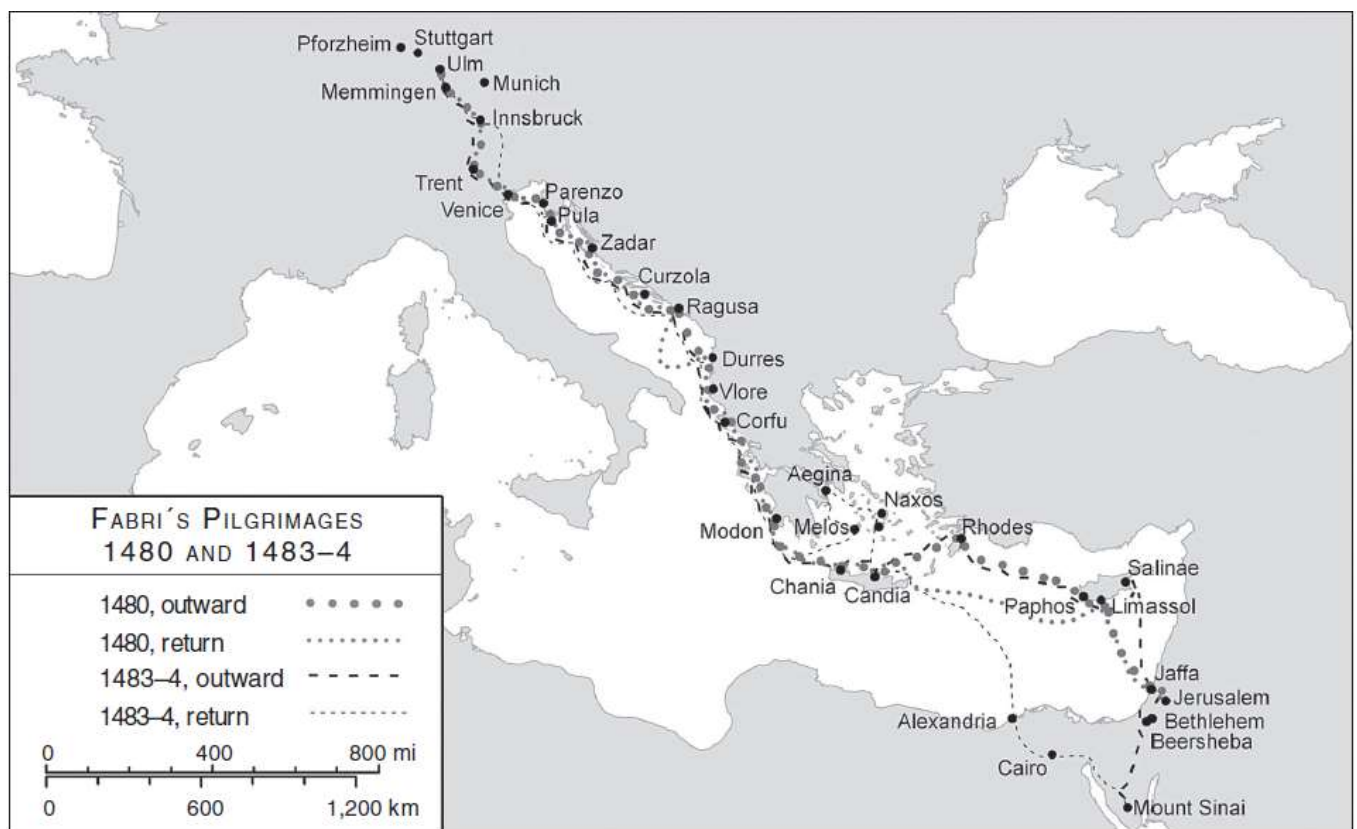 Pforzheim
Stuttgart
Ulm
Munich
Memmingen
Innsbruck
Trent
Venice
Parenzo
Pula
Zadar
Curzola
Ragusa
Durres
Vlore
Corfu
Aegina
Naxos
Modon
Melos
Rhodes
Chania
Candia
Salinae
Paphos
Limassol
Jaffa
Jerusalem
Alexandria
Bethlehem
Beersheba
Cairo
Mount Sinai
FABRI´S PILGRIMAGES
1480 AND 1483–4
1480, outward
1480, return
1483–4, outward
1483–4, return
0 400 800 mi
0 600 1,200 km